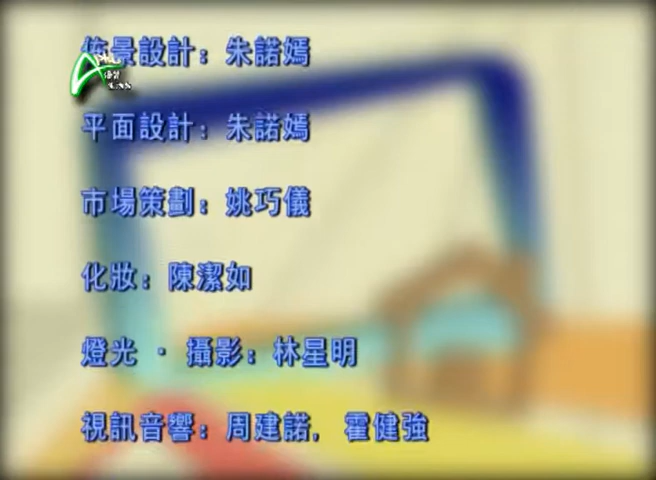 佈景設計：朱諾嫣
平面設計：朱諾嫣
市場策劃：姚巧儀
化妝：陳潔如
燈光 · 攝影：林星明
視訊音響：周建諾，霍健強